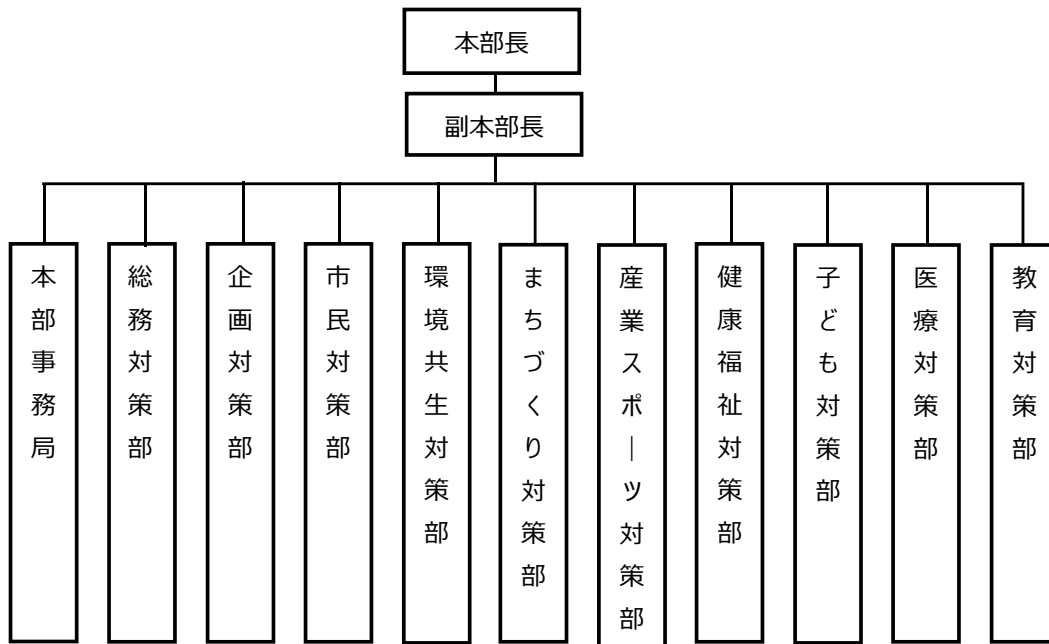 本部長
副本部長
本部事務局
総務対策部
企画対策部
市民対策部
環境共生対策部
まちづくり対策部
産業スポーツ対策部
健康福祉対策部
子ども対策部
医療対策部
教育対策部